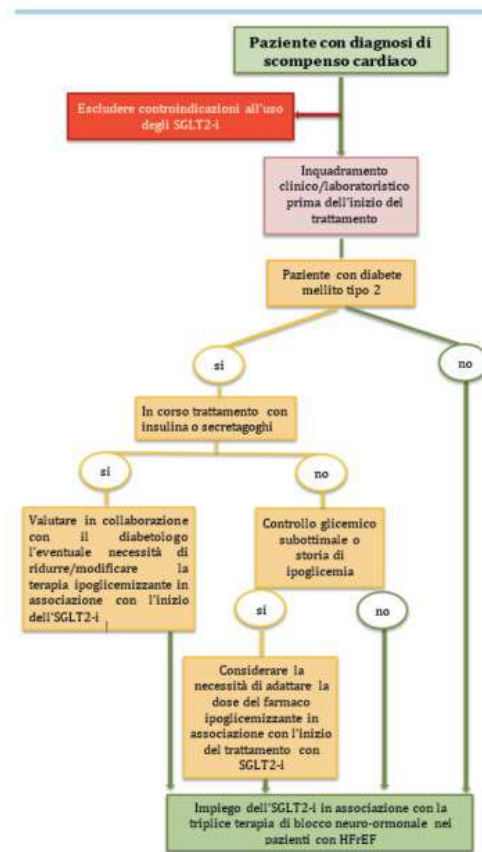 Paziente con diagnosi di
scompenso cardiaco
Escludere controindicazioni all'uso
degli SGLT2-i
Inquadramento
clinico/laboratoristico
prima dell'inizio del
trattamento
Paziente con diabete
mellito tipo 2
si
no
In corso trattamento con
insulina o secretagoghi
si
no
Valutare in collaborazione
con il diabetologo
l'eventuale necessità di
ridurre/modificare la
terapia ipoglicemizzante in
associazione con l'inizio
dell'SGLT2-i
Controllo glicemico
subottimale o
storia di
ipoglicemia
si
no
Considerare la
necessità di adattare la
dose del farmaco
ipoglicemizzante in
associazione con l'inizio
del trattamento con
SGLT2-i
Impiego dell'SGLT2-i in associazione con la
triplice terapia di blocco neuro-ormonale nei
pazienti con HFrEF